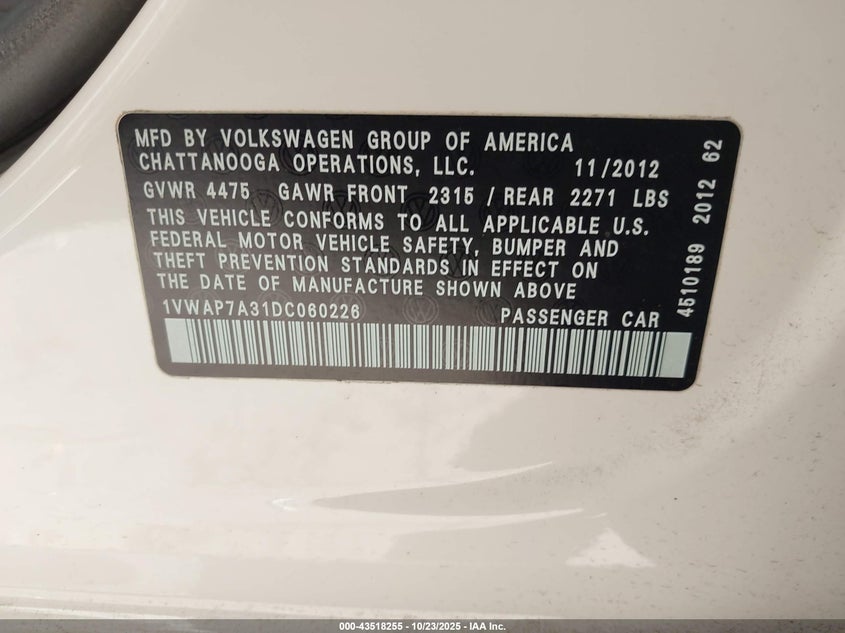 MFD BY VOLKSWAGEN GROUP OF AMERICA
CHATTANOOGA OPERATIONS, LLC. 11/2012
GVWR 4475 GAWR FRONT 2315 / REAR 2271 LBS
THIS VEHICLE CONFORMS TO ALL APPLICABLE U.S.
FEDERAL MOTOR VEHICLE SAFETY, BUMPER AND
THEFT PREVENTION STANDARDS IN EFFECT ON
THE DATE OF MANUFACTURE SHOWN ABOVE
1VWAP7A31DC060226 PASSENGER CAR
4510189 2012 62
000-43518255 - 10/23/2025 - IAA Inc.